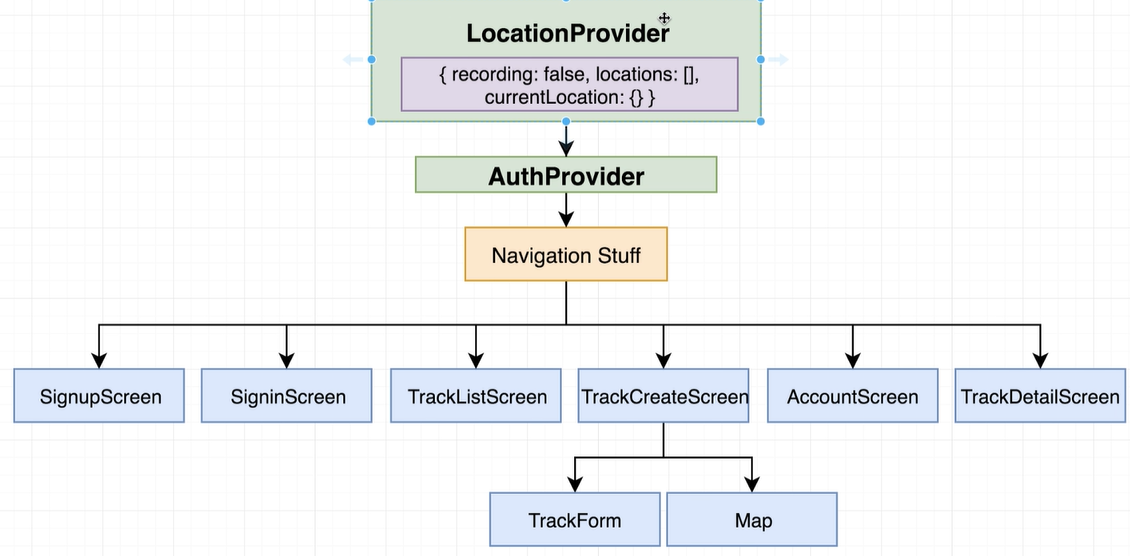 LocationProvider
{ recording: false, locations: [],
currentLocation: {} }
AuthProvider
Navigation Stuff
SignupScreen
SigninScreen
TrackListScreen
TrackCreateScreen
AccountScreen
TrackDetailScreen
TrackForm
Map